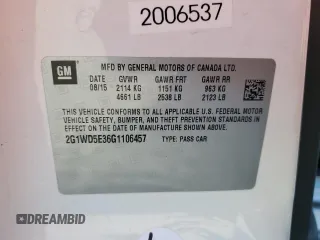 2006537
GM
MFD BY GENERAL MOTORS OF CANADA LTD.
08/15 GVWR GAWR FRT GAWR RR
2114 KG 1151 KG 963 KG
4661 LB 2538 LB 2123 LB
THIS VEHICLE CONFORMS TO ALL APPLICABLE U.S. FEDERAL MOTOR
VEHICLE SAFETY, BUMPER, AND THEFT PREVENTION STANDARDS
IN EFFECT ON THE DATE OF MANUFACTURE SHOWN ABOVE.
2G1WD5E36G1106457 TYPE: PASS CAR
DREAMBID